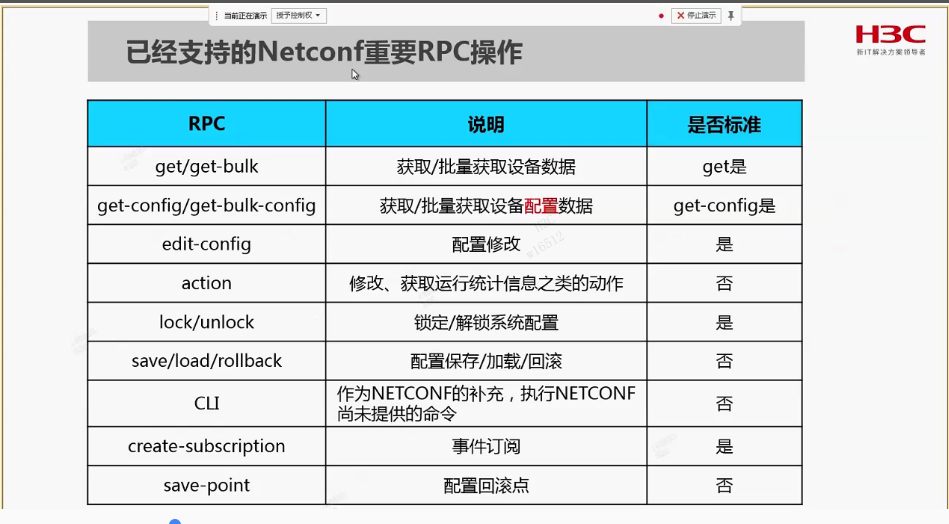 当前正在演示 授予控制权 停止演示
已经支持的Netconf重要RPC操作
H3C
新IT解决方案领导者
RPC 说明 是否标准
get/get-bulk 获取/批量获取设备数据 get是
get-config/get-bulk-config 获取/批量获取设备配置数据 get-config是
edit-config 配置修改 是
action 修改、获取运行统计信息之类的动作 否
lock/unlock 锁定/解锁系统配置 是
save/load/rollback 配置保存/加载/回滚 否
CLI 作为NETCONF的补充，执行NETCONF
尚未提供的命令 否
create-subscription 事件订阅 是
save-point 配置回滚点 否
w16512